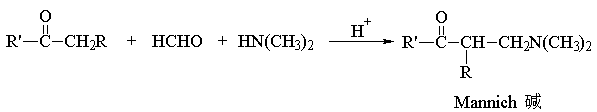 O
R'—C—CH₂R + HCHO + HN(CH₃)₂ H⁺ R'—C—CH—CH₂N(CH₃)₂
O
R
Mannich 碱